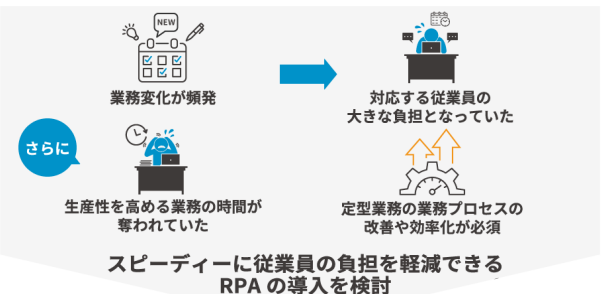 NEW
業務変化が頻発
対応する従業員の
大きな負担となっていた
さらに
生産性を高める業務の時間が
奪われていた
定型業務の業務プロセスの
改善や効率化が必須
スピーディーに従業員の負担を軽減できる
RPA の導入を検討